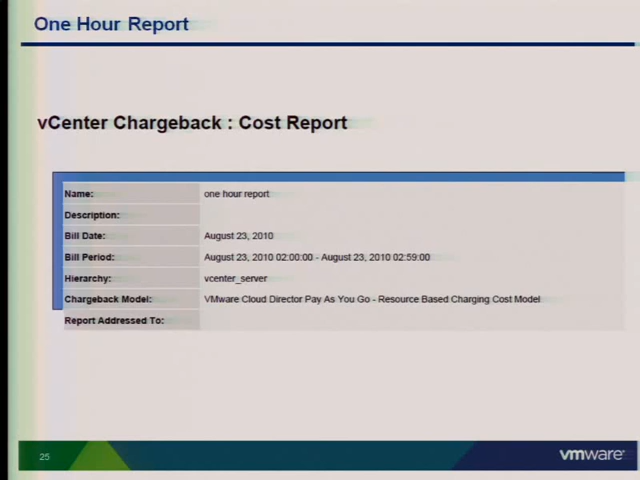 One Hour Report
vCenter Chargeback : Cost Report
Name: one hour report
Description:
Bill Date: August 23, 2010
Bill Period: August 23, 2010 02:00:00 - August 23, 2010 02:59:00
Hierarchy: vcenter_server
Chargeback Model: VMware Cloud Director Pay As You Go - Resource Based Charging Cost Model
Report Addressed To:
25 vmware